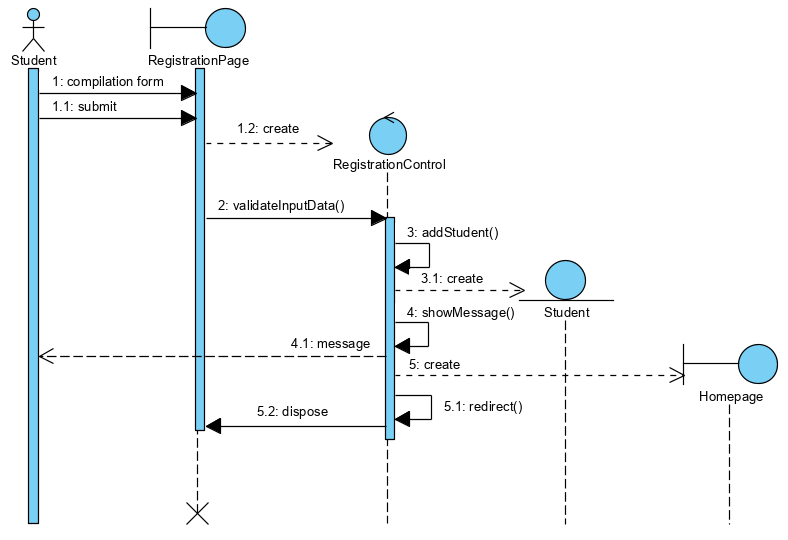 Student
RegistrationPage
1: compilation form
1.1: submit
1.2: create
RegistrationControl
2: validateInputData()
3: addStudent()
3.1: create
Student
4: showMessage()
4.1: message
5: create
Homepage
5.1: redirect()
5.2: dispose